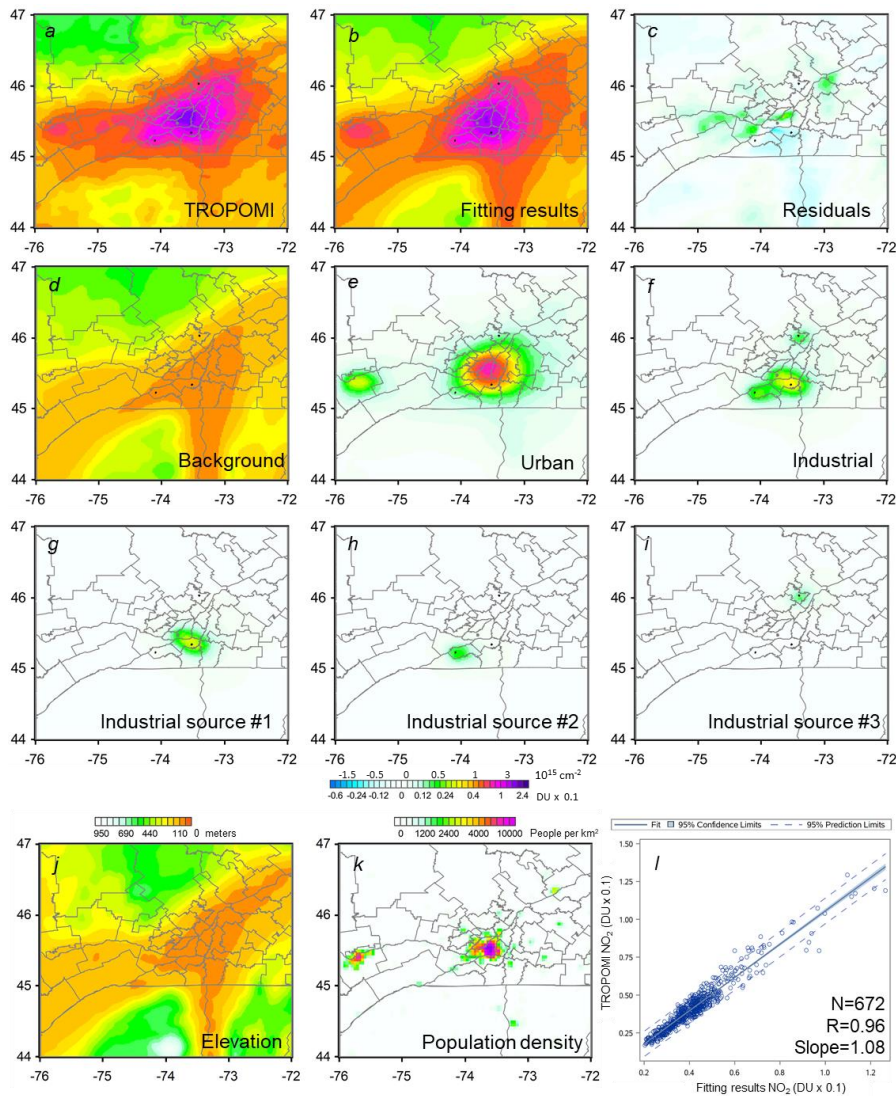 47
a
46
45
TROPOMI
44
-76 -75 -74 -73 -72
47
b
46
45
Fitting results
44
-76 -75 -74 -73 -72
47
c
46
45
Residuals
44
-76 -75 -74 -73 -72
47
d
46
45
Background
44
-76 -75 -74 -73 -72
47
e
46
45
Urban
44
-76 -75 -74 -73 -72
47
f
46
45
Industrial
44
-76 -75 -74 -73 -72
47
g
46
45
Industrial source #1
44
-76 -75 -74 -73 -72
47
h
46
45
Industrial source #2
44
-76 -75 -74 -73 -72
47
i
46
45
Industrial source #3
44
-76 -75 -74 -73 -72
-1.5 -0.5 0 0.5 1 3 10¹⁵ cm⁻²
-0.6 -0.24 -0.12 0 0.12 0.24 0.4 2.4 DU x 0.1
950 690 440 110 0 meters
47
j
46
45
Elevation
44
-76 -75 -74 -73 -72
0 1200 2400 4000 10000 People per km²
47
k
46
45
Population density
44
-76 -75 -74 -73 -72
Fit 95% Confidence Limits 95% Prediction Limits
1.50
l
1.25
1.00
0.75
0.50
0.25
TROPOMI NO₂ (DU x 0.1)
N=672
R=0.96
Slope=1.08
0.2 0.4 0.6 0.8 1.0 1.2
Fitting results NO₂ (DU x 0.1)